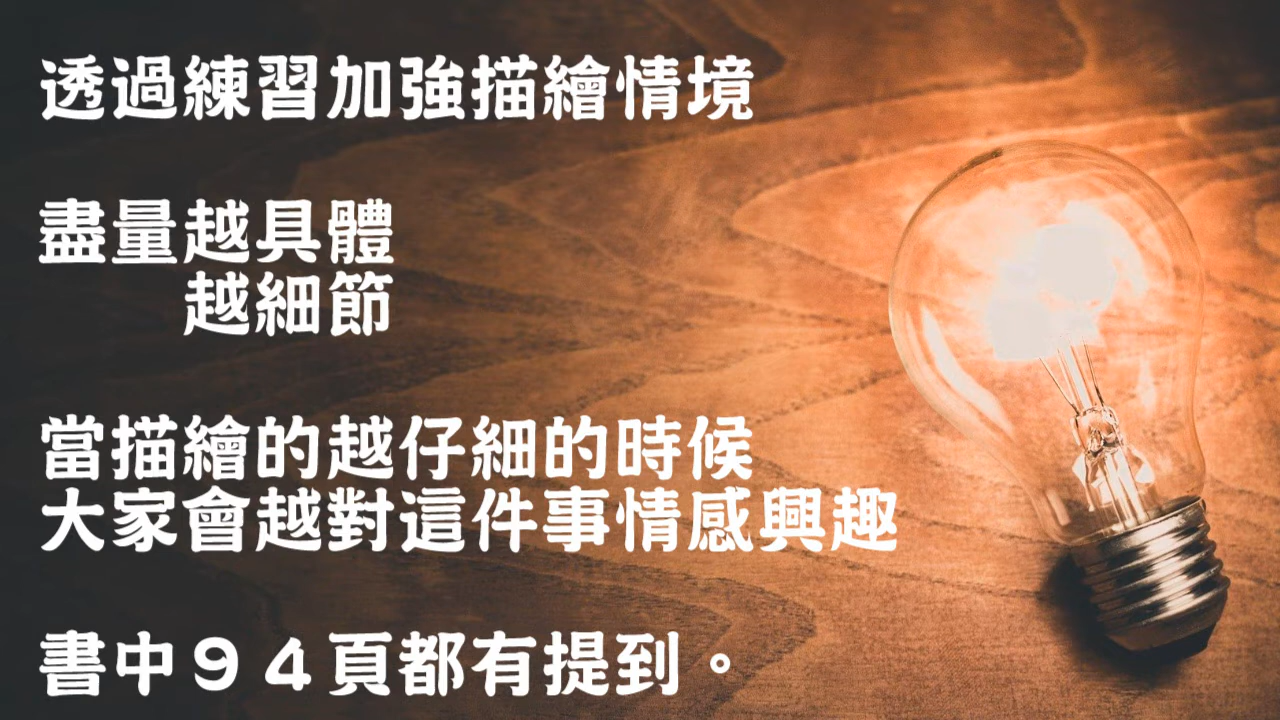 透過練習加強描繪情境
盡量越具體
越細節
當描繪的越仔細的時候
大家會越對這件事情感興趣
書中９４頁都有提到。